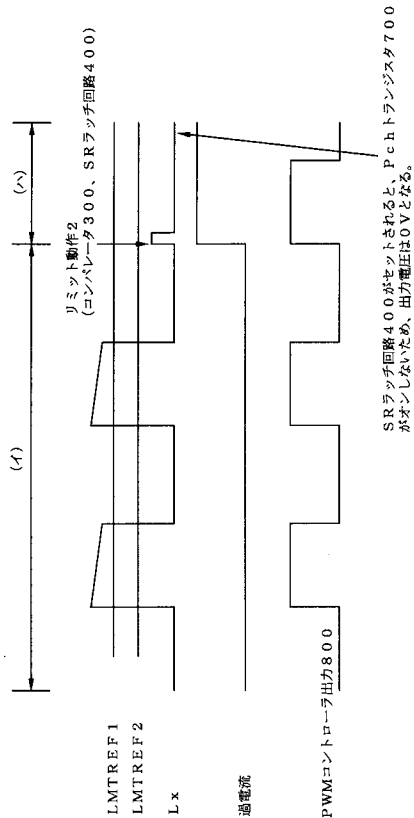 (イ)
(ハ)
リミット動作2
(コンパレータ300、SRラッチ回路400)
LMTREF1
LMTREF2
Lx
過電流
PWMコントローラ出力800
SRラッチ回路400がセットされると、Pchトランジスタ700
がオンしないため、出力電圧は0Vとなる。